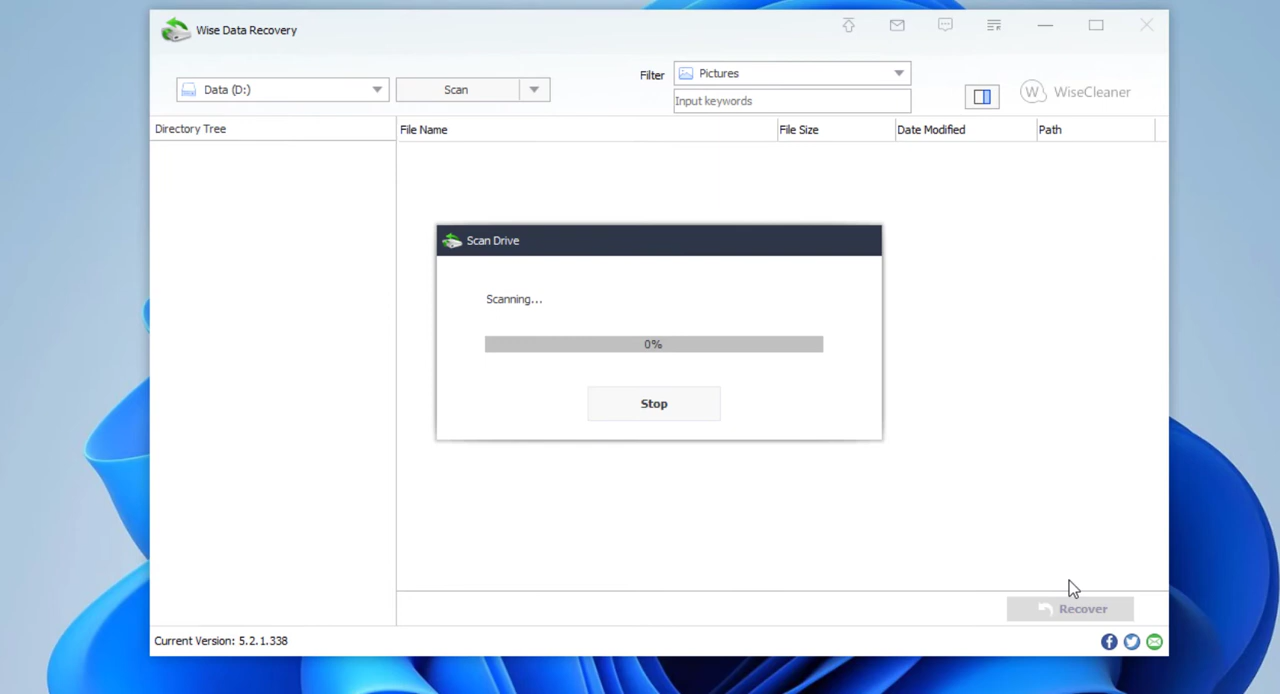 Wise Data Recovery
Data (D:)
Scan
Filter
Pictures
Input keywords
WiseCleaner
Directory Tree
File Name
File Size
Date Modified
Path
Scan Drive
Scanning...
0%
Stop
Recover
Current Version: 5.2.1.338